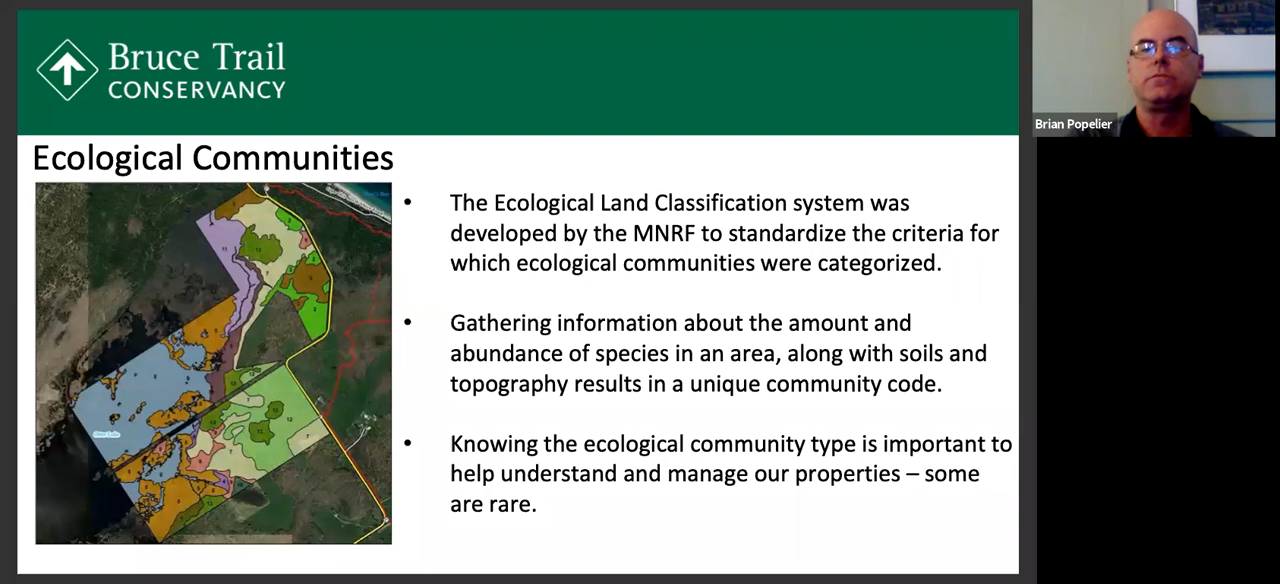 Bruce Trail
CONSERVANCY
Brian Popelier
Ecological Communities
• The Ecological Land Classification system was
developed by the MNRF to standardize the criteria for
which ecological communities were categorized.
• Gathering information about the amount and
abundance of species in an area, along with soils and
topography results in a unique community code.
• Knowing the ecological community type is important to
help understand and manage our properties – some
are rare.